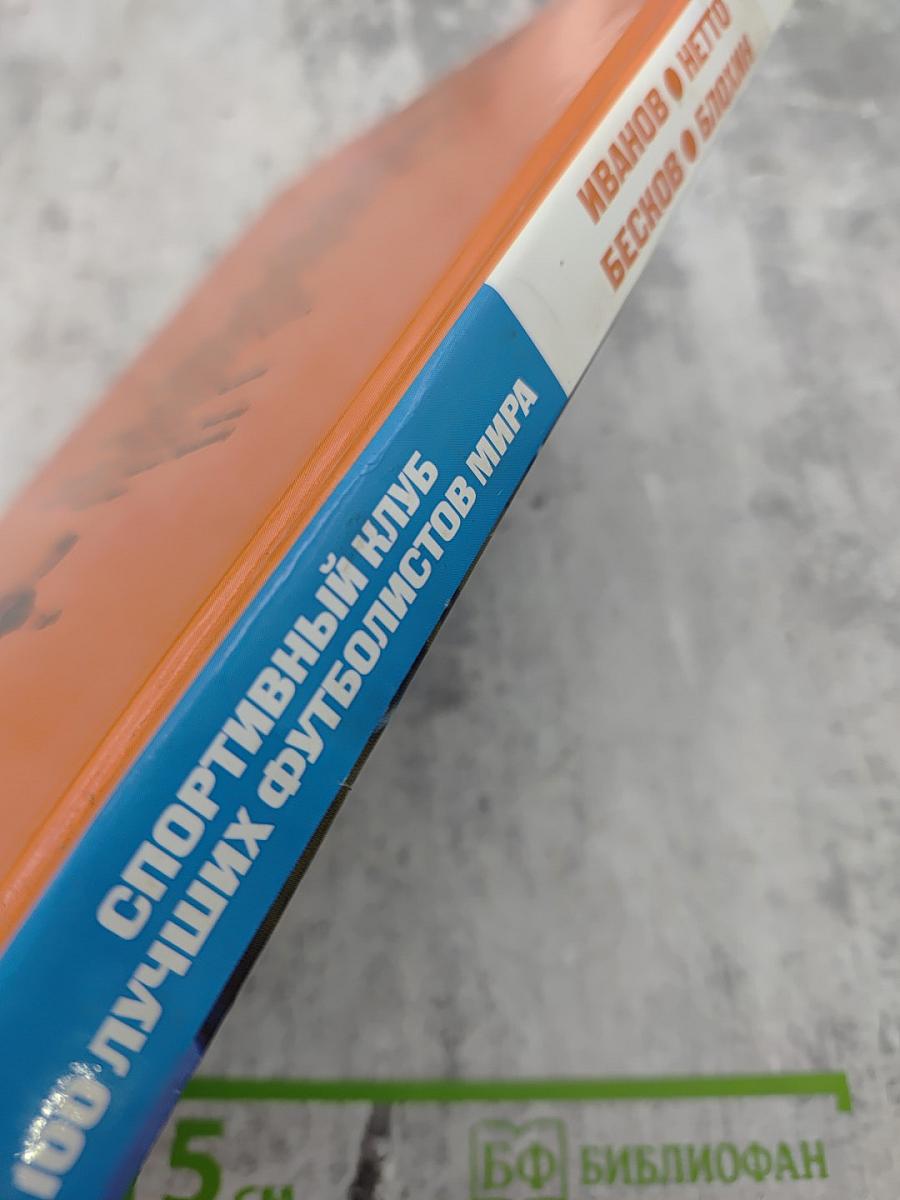 ИВАНОВ ● НЕТТО
БЕСКОВ ● БЛОХИН
СПОРТИВНЫЙ КЛУБ
100 ЛУЧШИХ ФУТБОЛИСТОВ МИРА
5 см
БФ БИБЛИОФАН